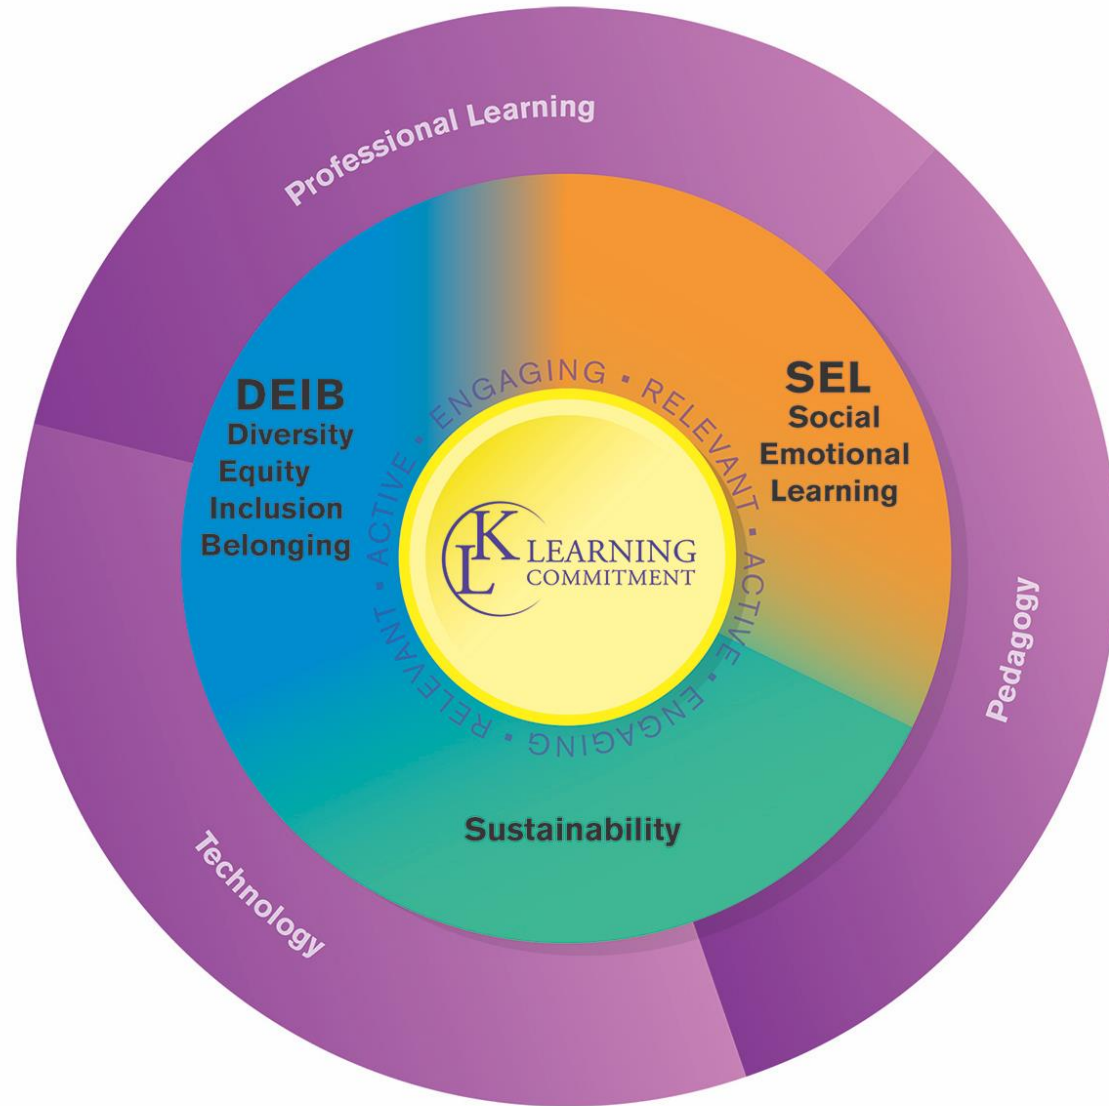 Professional Learning
DEIB
Diversity
Equity
Inclusion
Belonging
SEL
Social
Emotional
Learning
ENGAGING ▪ RELEVANT ▪ ACTIVE ▪ ENGAGING ▪ RELEVANT ▪ ACTIVE ▪
LK LEARNING
COMMITMENT
Pedagogy
Sustainability
Technology